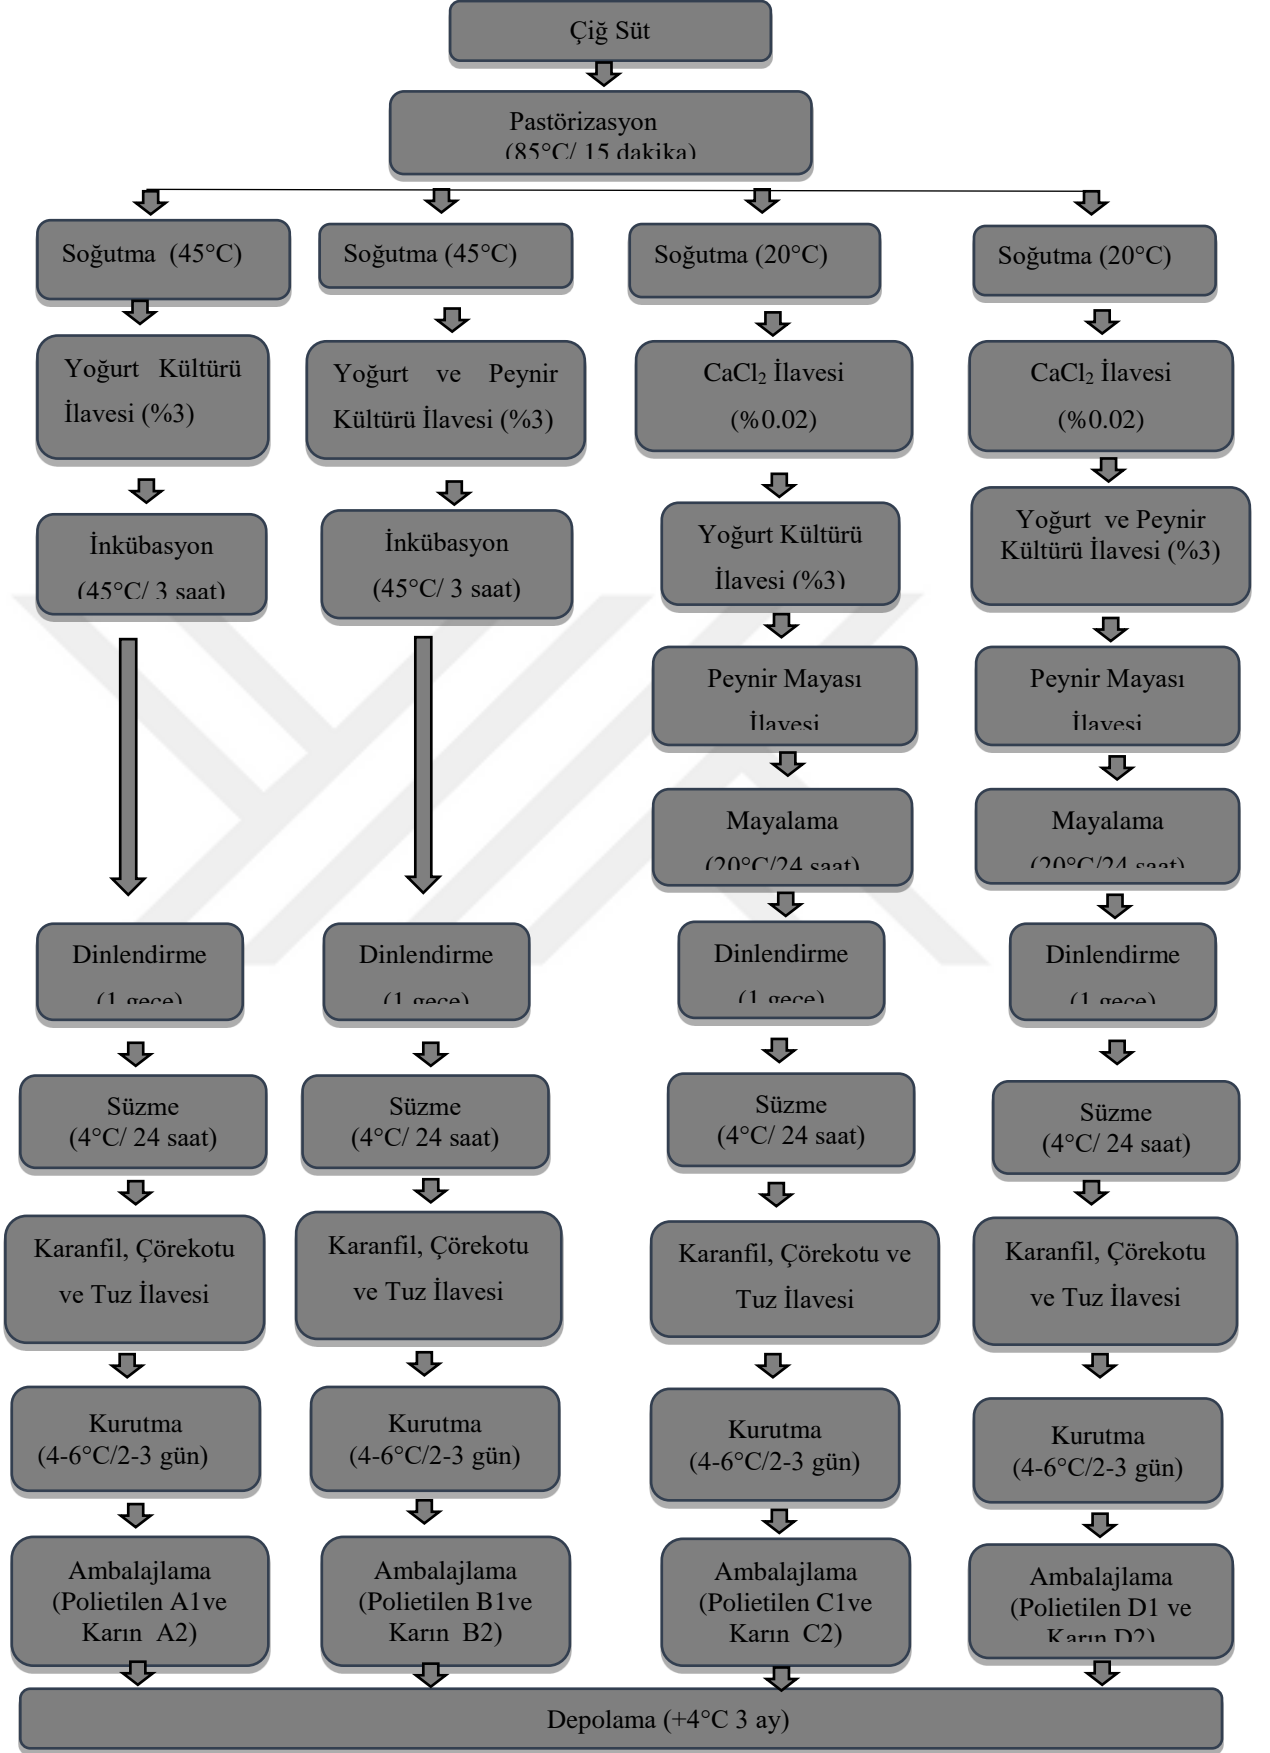 Çiğ Süt
Pastörizasyon
(85°C/ 15 dakika)
Soğutma (45°C)
Yoğurt Kültürü
İlavesi (%3)
İnkübasyon
(45°C/ 3 saat)
Dinlendirme
(1 gece)
Süzme
(4°C/ 24 saat)
Karanfil, Çörekotu
ve Tuz İlavesi
Kurutma
(4-6°C/2-3 gün)
Ambalajlama
(Polietilen A1ve
Karın A2)
Soğutma (45°C)
Yoğurt ve Peynir
Kültürü İlavesi (%3)
İnkübasyon
(45°C/ 3 saat)
Dinlendirme
(1 gece)
Süzme
(4°C/ 24 saat)
Karanfil, Çörekotu
ve Tuz İlavesi
Kurutma
(4-6°C/2-3 gün)
Ambalajlama
(Polietilen B1ve
Karın B2)
Soğutma (20°C)
CaCl₂ İlavesi
(%0.02)
Yoğurt Kültürü
İlavesi (%3)
Peynir Mayası
İlavesi
Mayalama
(20°C/24 saat)
Dinlendirme
(1 gece)
Süzme
(4°C/ 24 saat)
Karanfil, Çörekotu ve
Tuz İlavesi
Kurutma
(4-6°C/2-3 gün)
Ambalajlama
(Polietilen C1ve
Karın C2)
Soğutma (20°C)
CaCl₂ İlavesi
(%0.02)
Yoğurt ve Peynir
Kültürü İlavesi (%3)
Peynir Mayası
İlavesi
Mayalama
(20°C/24 saat)
Dinlendirme
(1 gece)
Süzme
(4°C/ 24 saat)
Karanfil, Çörekotu
ve Tuz İlavesi
Kurutma
(4-6°C/2-3 gün)
Ambalajlama
(Polietilen D1 ve
Karın D2)
Depolama (+4°C 3 ay)